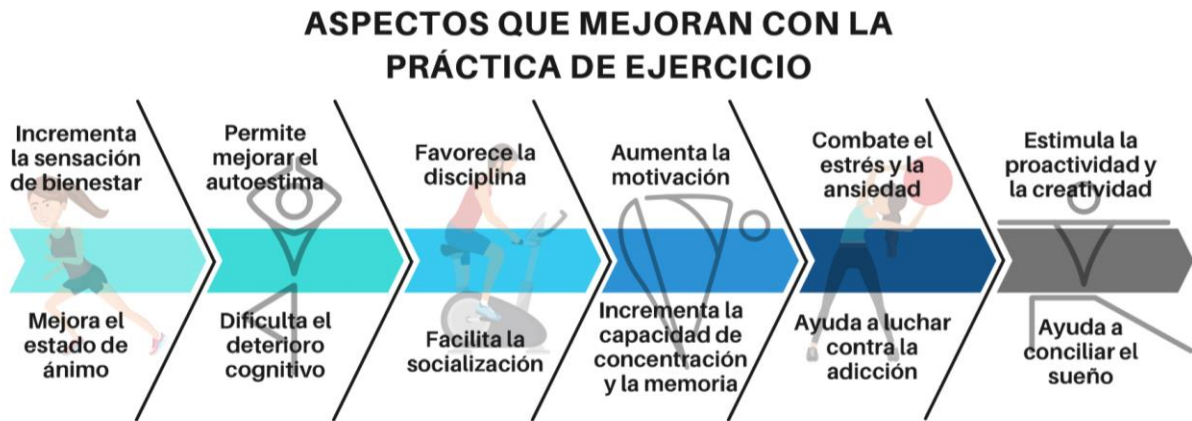 ASPECTOS QUE MEJORAN CON LA
PRÁCTICA DE EJERCICIO
Incrementa
la sensación
de bienestar
Mejora el
estado de
ánimo
Permite
mejorar el
autoestima
Dificulta el
deterioro
cognitivo
Favorece la
disciplina
Facilita la
socialización
Aumenta la
motivación
Incrementa la
capacidad de
concentración
y la memoria
Combate el
estrés y la
ansiedad
Ayuda a luchar
contra la
adicción
Estimula la
proactividad y
la creatividad
Ayuda a
conciliar el
sueño